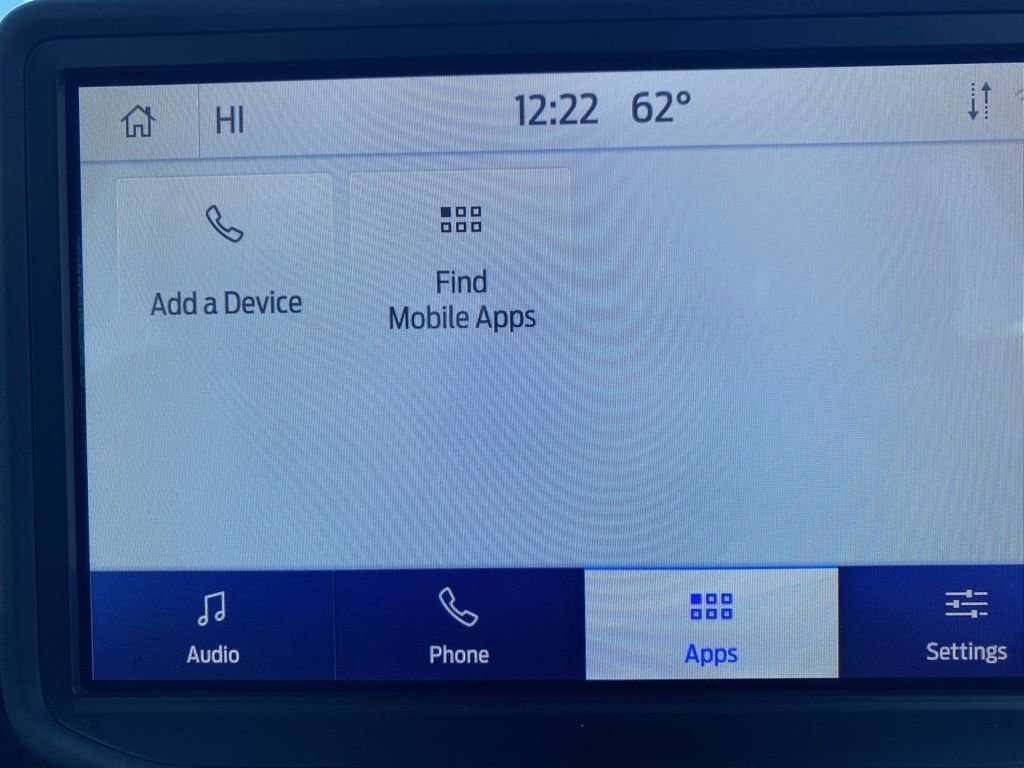 HI
12:22 62°
Add a Device
Find
Mobile Apps
Audio
Phone
Apps
Settings